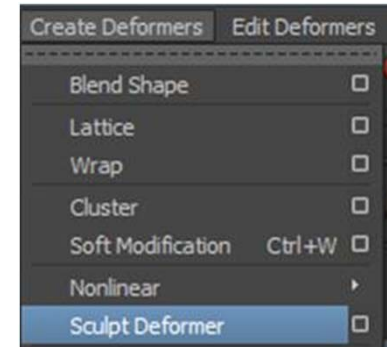 Create Deformers Edit Deformers
Blend Shape
Lattice
Wrap
Cluster
Soft Modification Ctrl+W
Nonlinear
Sculpt Deformer